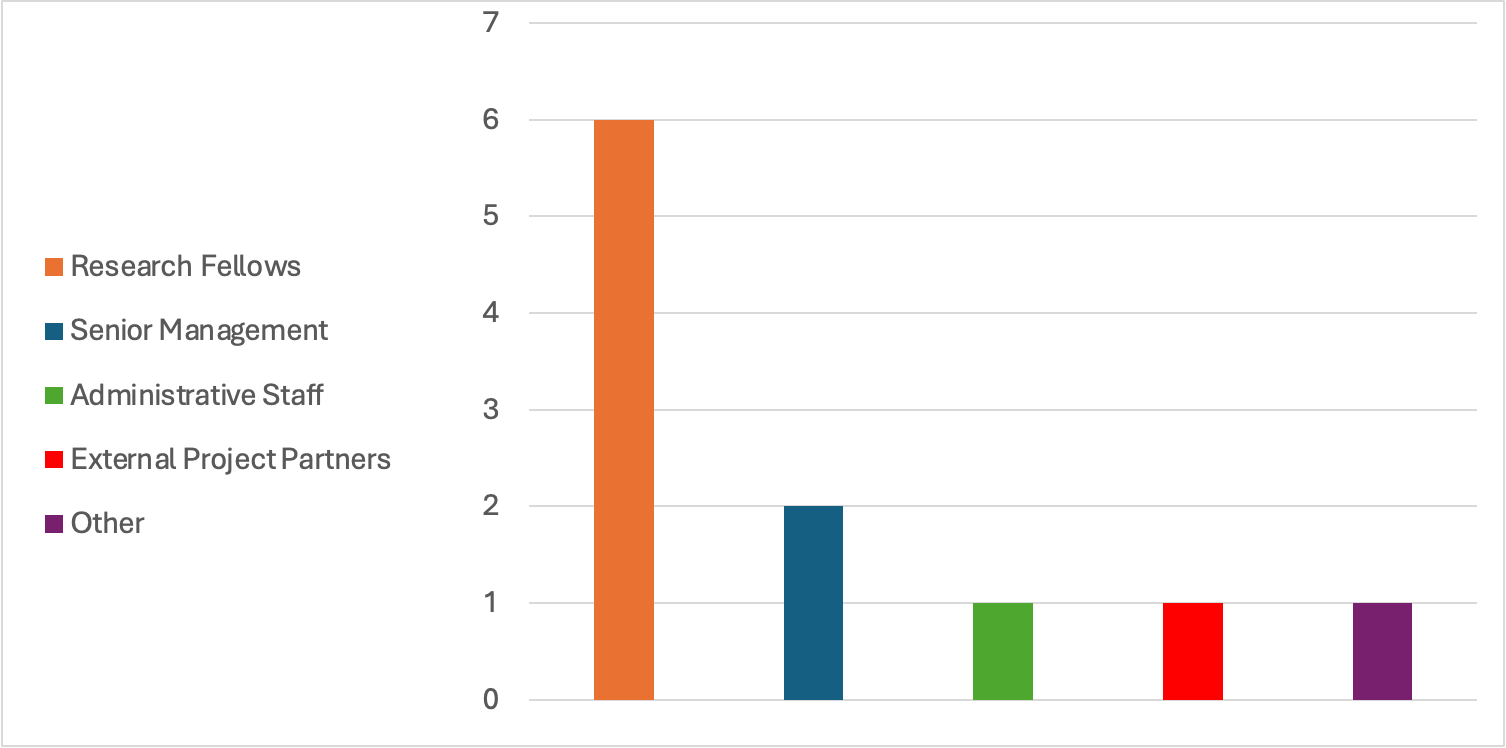 7
6
5
4
3
2
1
0
Research Fellows
Senior Management
Administrative Staff
External Project Partners
Other